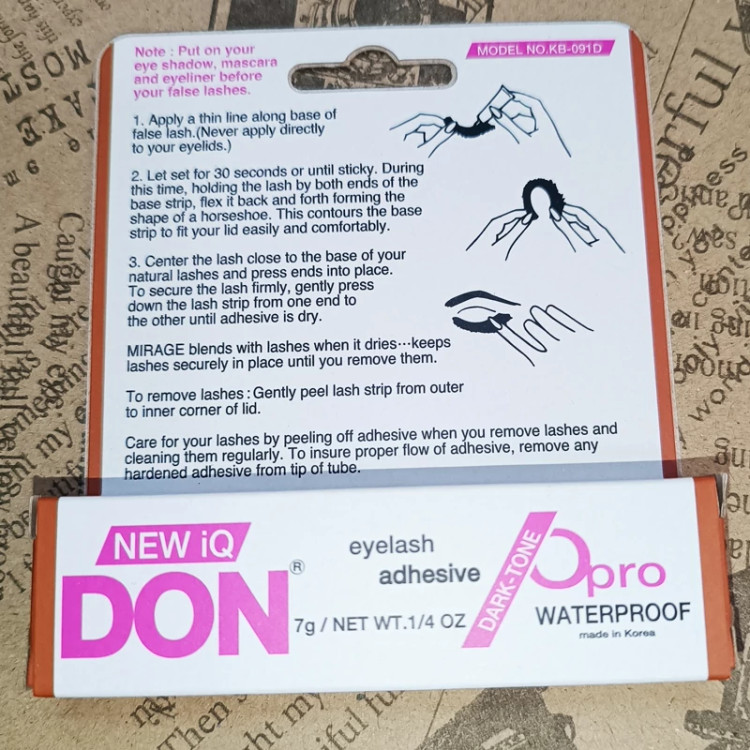 Note : Put on your
eye shadow, mascara
and eyeliner before
your false lashes.
MODEL NO.KB-091D
1. Apply a thin line along base of
false lash.(Never apply directly
to your eyelids.)
2. Let set for 30 seconds or until sticky. During
this time, holding the lash by both ends of the
base strip, flex it back and forth forming the
shape of a horseshoe. This contours the base
strip to fit your lid easily and comfortably.
3. Center the lash close to the base of your
natural lashes and press ends into place.
To secure the lash firmly, gently press
down the lash strip from one end to
the other until adhesive is dry.
MIRAGE blends with lashes when it dries···keeps
lashes securely in place until you remove them.
To remove lashes : Gently peel lash strip from outer
to inner corner of lid.
Care for your lashes by peeling off adhesive when you remove lashes and
cleaning them regularly. To insure proper flow of adhesive, remove any
hardened adhesive from tip of tube.
NEW iQ
DON®
eyelash
adhesive
7g / NET WT.1/4 OZ
DARK-TONE
pro
WATERPROOF
made in Korea
Caught my eyes
A beautiful